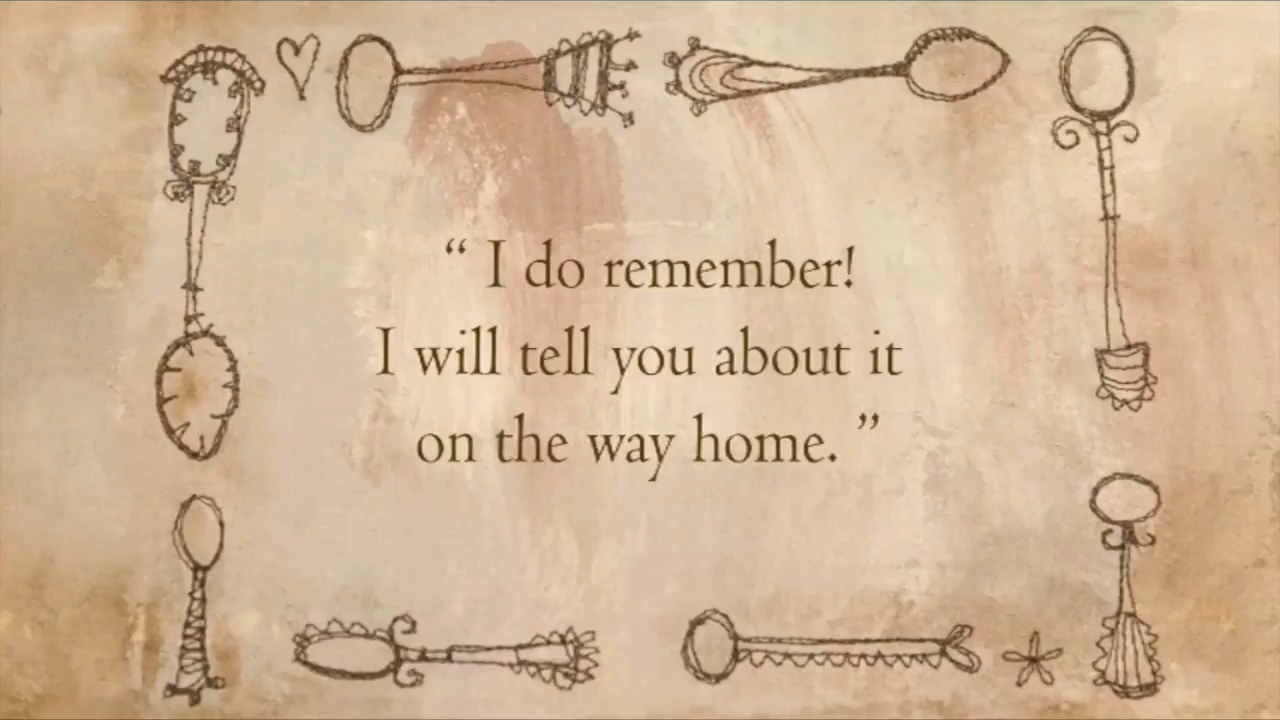 “ I do remember!
I will tell you about it
on the way home. ”